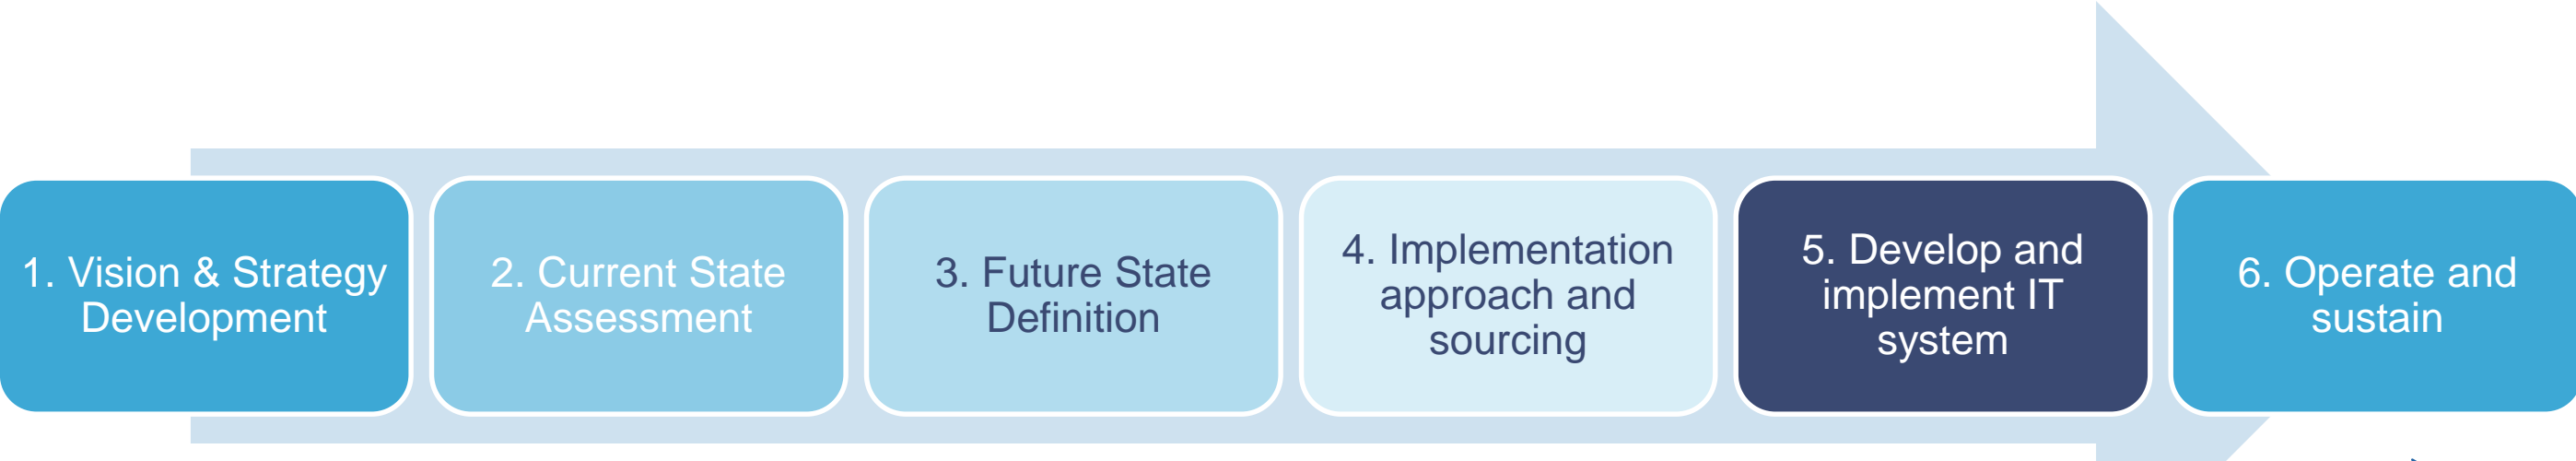 1. Vision & Strategy
Development
2. Current State
Assessment
3. Future State
Definition
4. Implementation
approach and
sourcing
5. Develop and
implement IT
system
6. Operate and
sustain